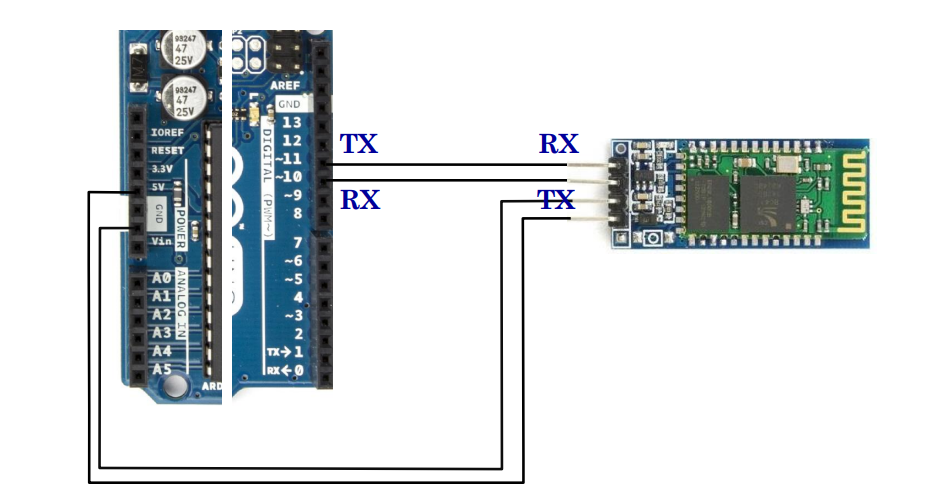 93247
47
25V
93247
47
25V
IOREF
RESET
3.3V
5V
GND
Vin
POWER
A0
A1
A2
A3
A4
A5
ANALOG IN
ARD
AREF
GND
13
12
~11
~10
~9
8
7
~6
~5
4
~3
2
TX→1
RX←0
DIGITAL (PWM~)
L
TX
RX
RX
TX